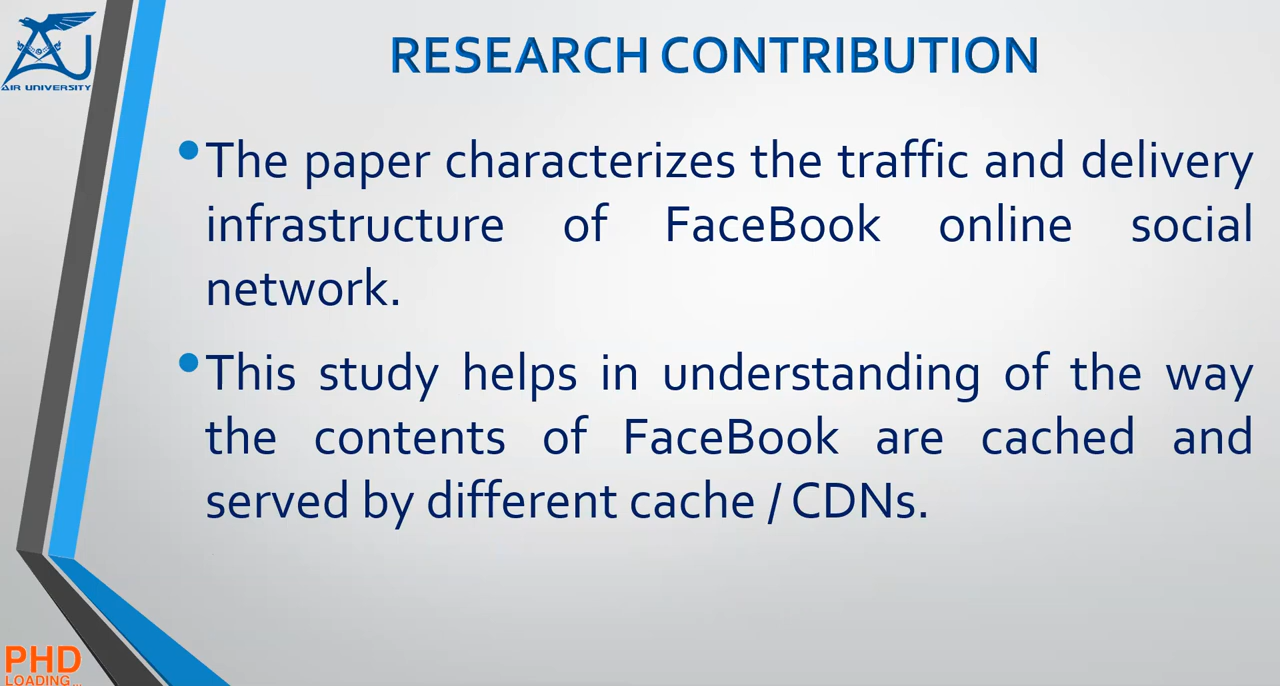 AIR UNIVERSITY
RESEARCH CONTRIBUTION
•The paper characterizes the traffic and delivery
infrastructure of FaceBook online social
network.
•This study helps in understanding of the way
the contents of FaceBook are cached and
served by different cache / CDNs.
PHD
LOADING...